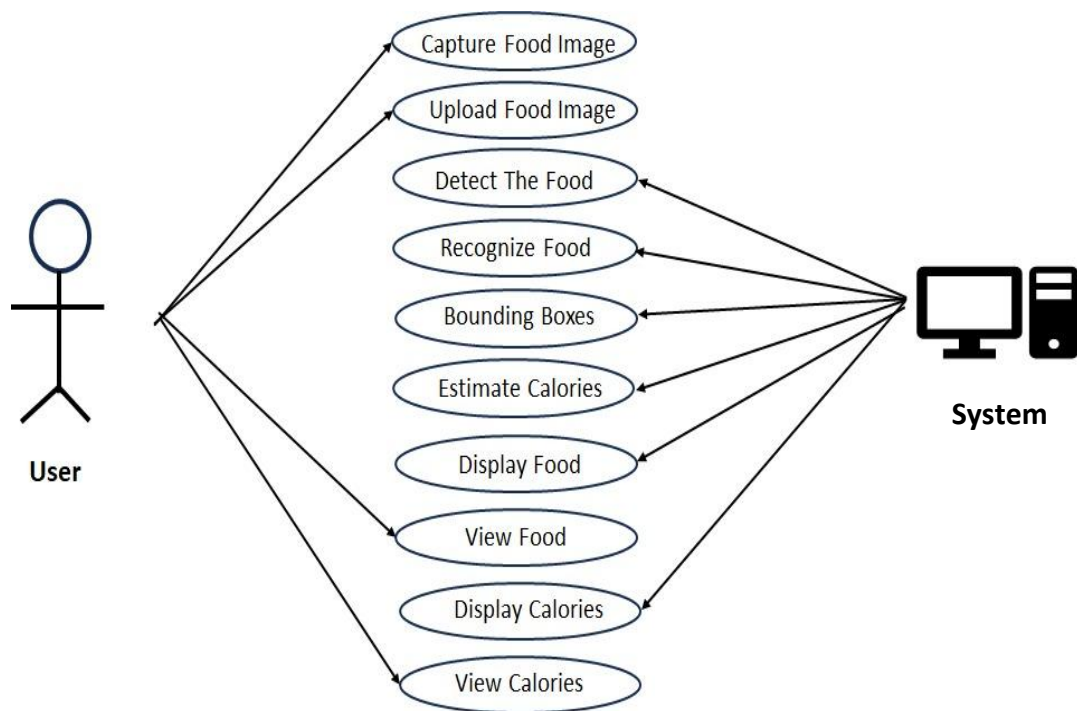 Capture Food Image
Upload Food Image
Detect The Food
Recognize Food
Bounding Boxes
Estimate Calories
System
Display Food
User
View Food
Display Calories
View Calories